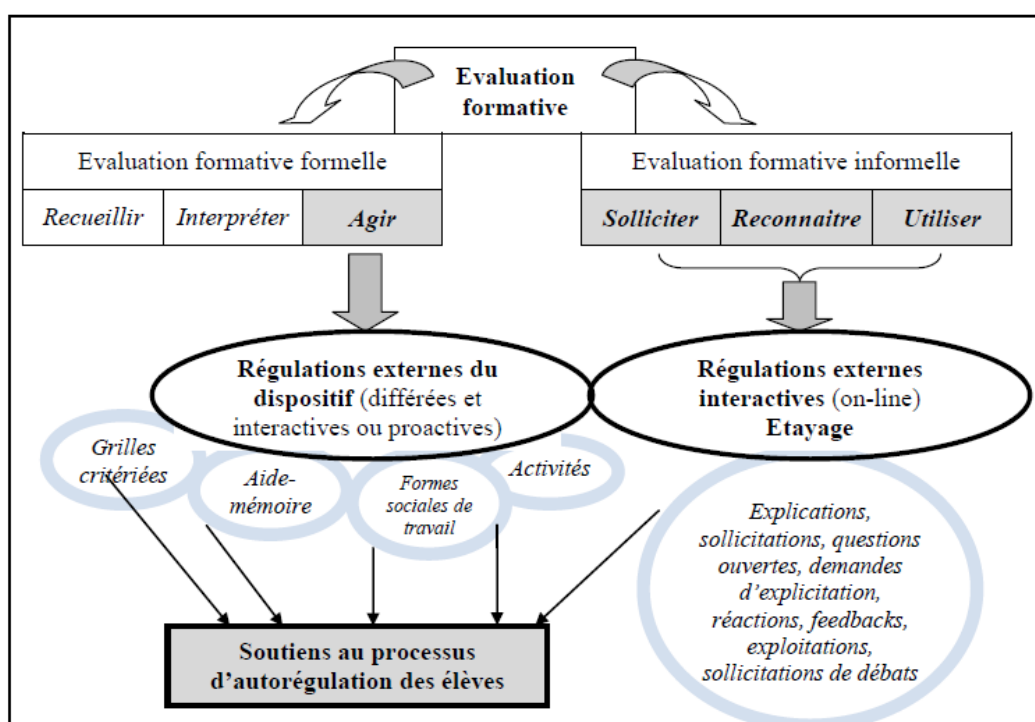 Evaluation
formative
Evaluation formative formelle
Recueillir
Interpréter
Agir
Evaluation formative informelle
Solliciter
Reconnaitre
Utiliser
Régulations externes du
dispositif (différées et
interactives ou proactives)
Régulations externes
interactives (on-line)
Etayage
Grilles
critériées
Aide-
mémoire
Formes
sociales de
travail
Activités
Explications,
sollicitations, questions
ouvertes, demandes
d’explicitation,
réactions, feedbacks,
exploitations,
sollicitations de débats
Soutiens au processus
d’autorégulation des élèves